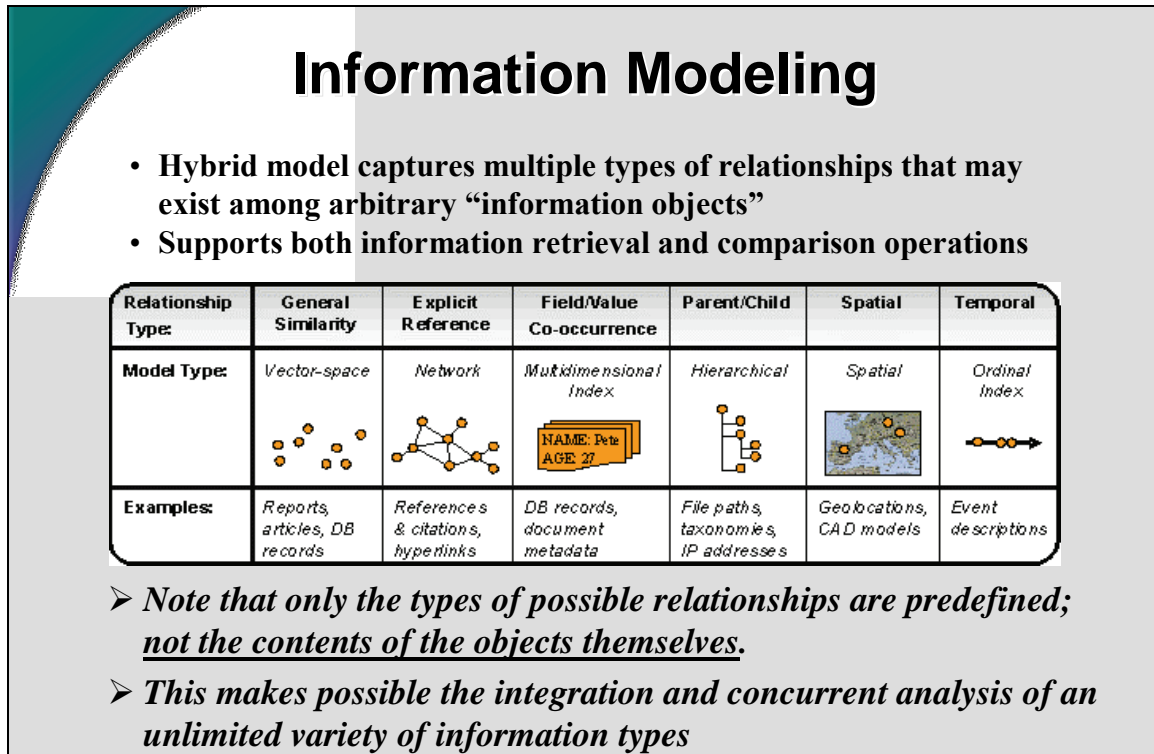 Information Modeling
• Hybrid model captures multiple types of relationships that may
exist among arbitrary “information objects”
• Supports both information retrieval and comparison operations
Relationship Type: General Similarity Explicit Reference Field/Value Co-occurrence Parent/Child Spatial Temporal
Model Type: Vector-space Network Multidimensional Index Hierarchical Spatial Ordinal Index
NAME: Pete
AGE: 27
Examples: Reports, articles, DB records References & citations, hyperlinks DB records, document metadata File paths, taxonomies, IP addresses Geolocations, CAD models Event descriptions
➢ Note that only the types of possible relationships are predefined;
not the contents of the objects themselves.
➢ This makes possible the integration and concurrent analysis of an
unlimited variety of information types